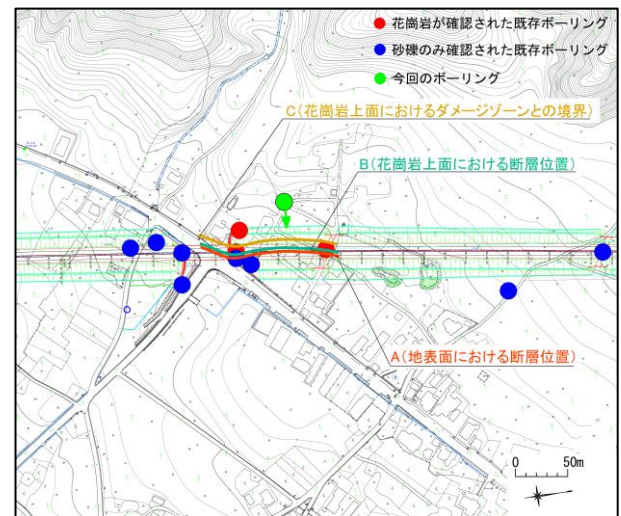 花崗岩が確認された既存ボーリング
砂礫のみ確認された既存ボーリング
今回のボーリング
C（花崗岩上面におけるダメージゾーンとの境界）
B（花崗岩上面における断層位置）
A（地表面における断層位置）
0 50m